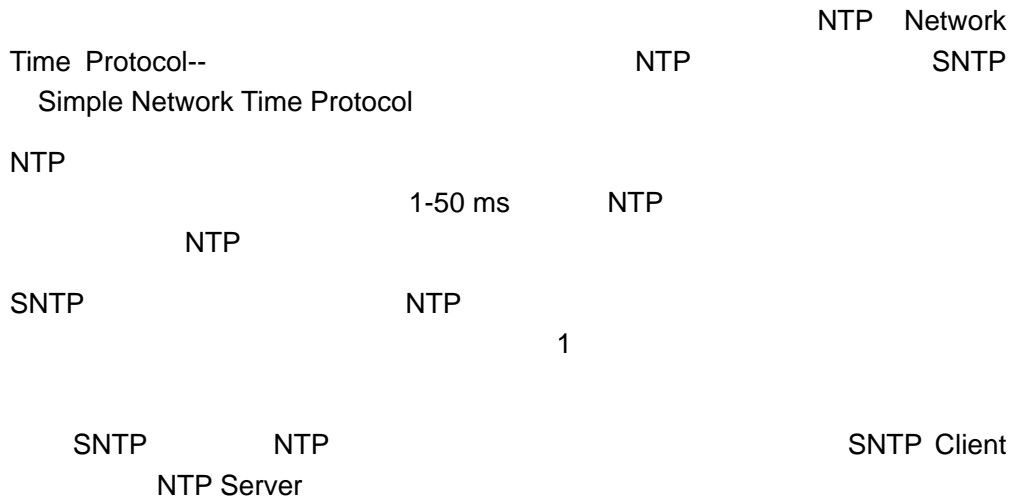 NTP Network
Time Protocol-- NTP SNTP
Simple Network Time Protocol
NTP
1-50 ms NTP
NTP
SNTP NTP
1
SNTP NTP SNTP Client
NTP Server